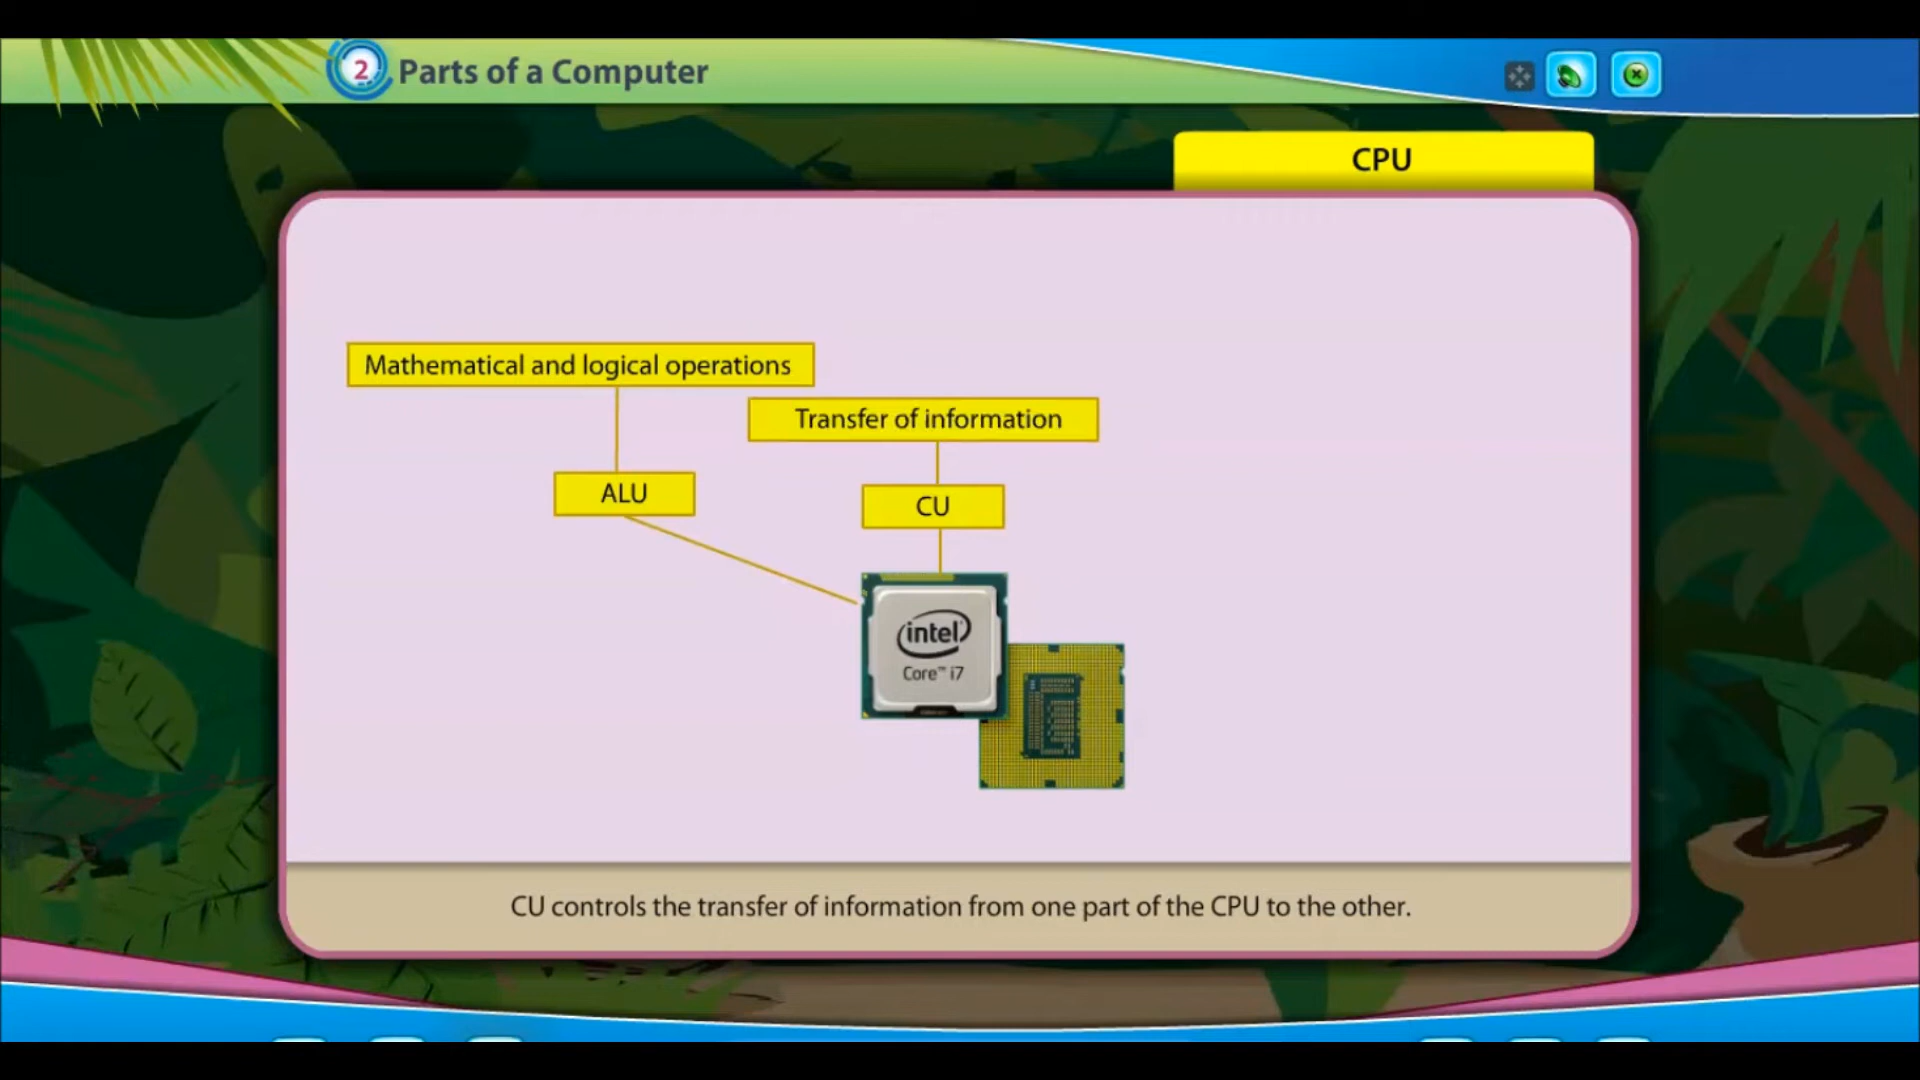 2 Parts of a Computer
CPU
Mathematical and logical operations
Transfer of information
ALU
CU
intel
Core™ i7
CU controls the transfer of information from one part of the CPU to the other.